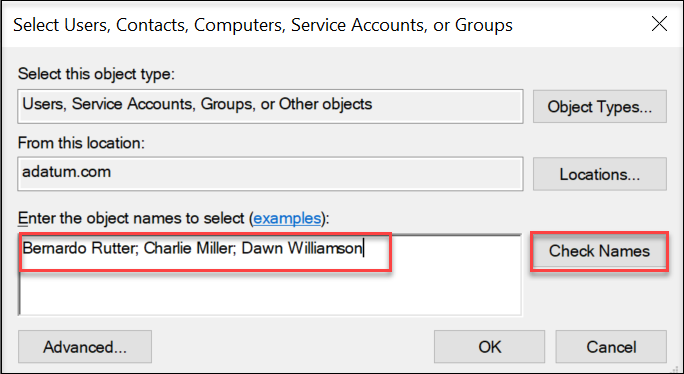 Select Users, Contacts, Computers, Service Accounts, or Groups
Select this object type:
Users, Service Accounts, Groups, or Other objects
Object Types...
From this location:
adatum.com
Locations...
Enter the object names to select (examples):
Bernardo Rutter; Charlie Miller; Dawn Williamson
Check Names
Advanced...
OK
Cancel